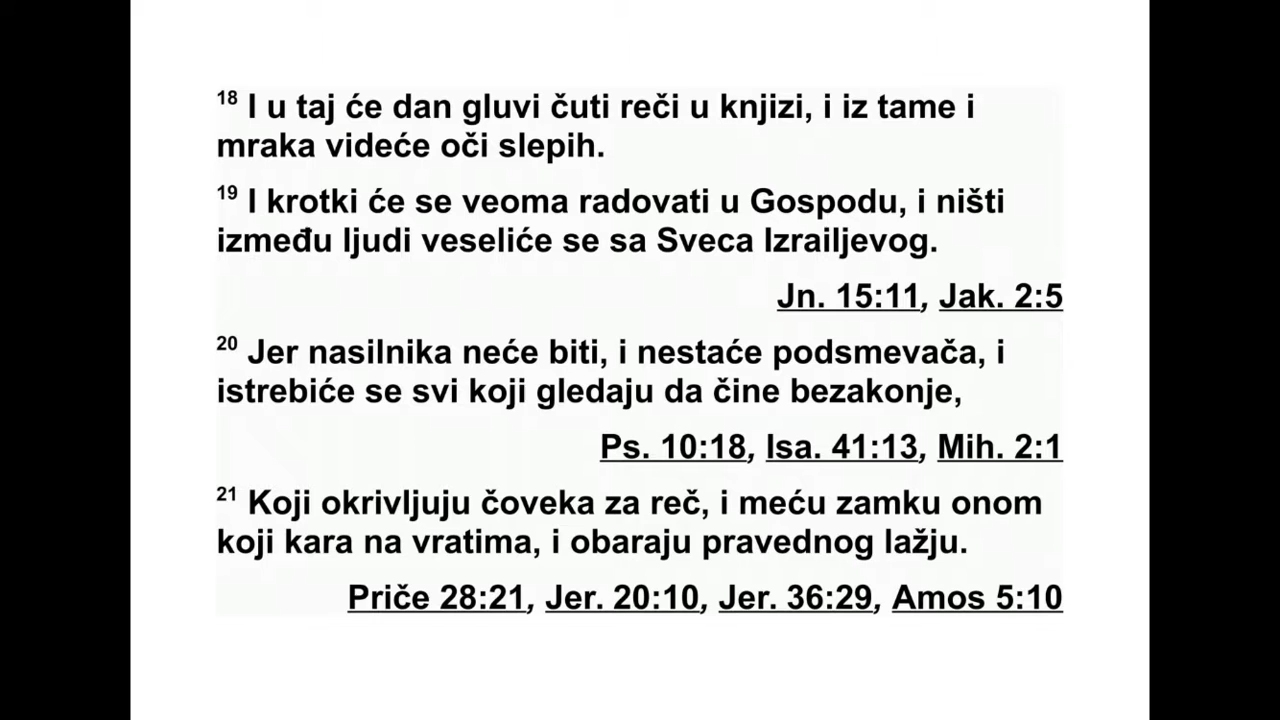 18 I u taj će dan gluvi čuti reči u knjizi, i iz tame i
mraka videće oči slepih.
19 I krotki će se veoma radovati u Gospodu, i ništi
između ljudi veseliće se sa Sveca Izrailjevog.
Jn. 15:11, Jak. 2:5
20 Jer nasilnika neće biti, i nestaće podsmevača, i
istrebiće se svi koji gledaju da čine bezakonje,
Ps. 10:18, Isa. 41:13, Mih. 2:1
21 Koji okrivljuju čoveka za reč, i meću zamku onom
koji kara na vratima, i obaraju pravednog lažju.
Priče 28:21, Jer. 20:10, Jer. 36:29, Amos 5:10